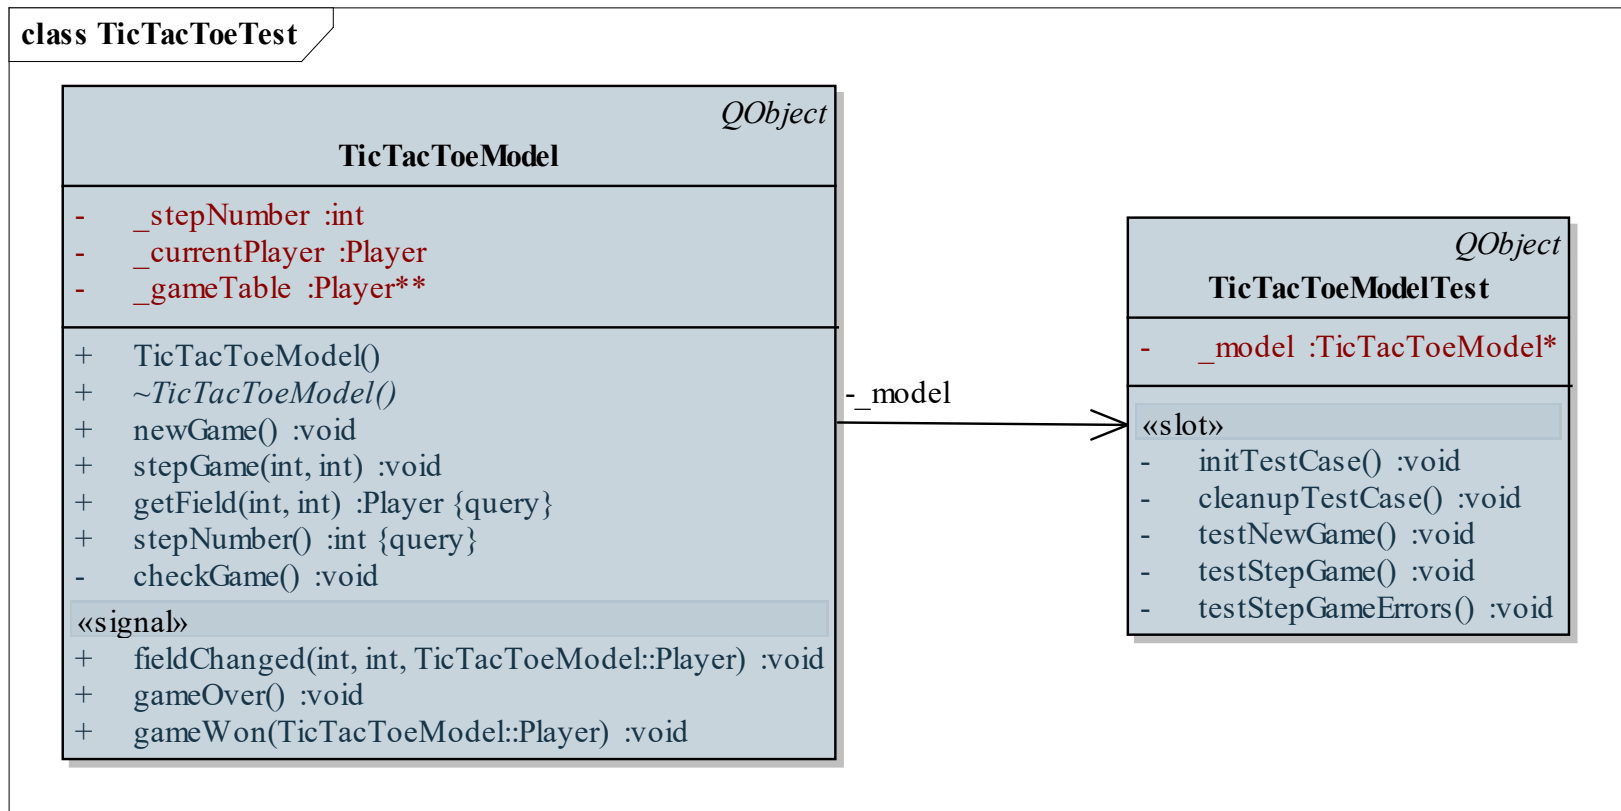 class TicTacToeTest
QObject
TicTacToeModel
- _stepNumber :int
- _currentPlayer :Player
- _gameTable :Player**
+ TicTacToeModel()
+ ~TicTacToeModel()
+ newGame() :void
+ stepGame(int, int) :void
+ getField(int, int) :Player {query}
+ stepNumber() :int {query}
- checkGame() :void
«signal»
+ fieldChanged(int, int, TicTacToeModel::Player) :void
+ gameOver() :void
+ gameWon(TicTacToeModel::Player) :void
-_model
QObject
TicTacToeModelTest
- _model :TicTacToeModel*
«slot»
- initTestCase() :void
- cleanupTestCase() :void
- testNewGame() :void
- testStepGame() :void
- testStepGameErrors() :void